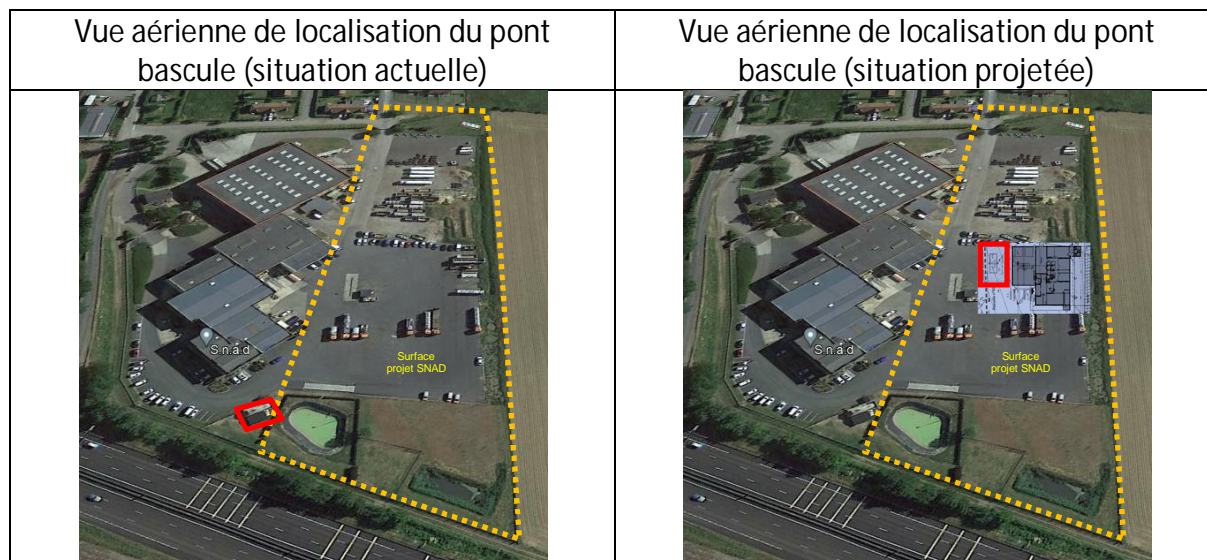 Vue aérienne de localisation du pont
bascule (situation actuelle)
Vue aérienne de localisation du pont
bascule (situation projetée)
S.n.a.d
Surface
projet SNAD
S.n.a.d
Surface
projet SNAD